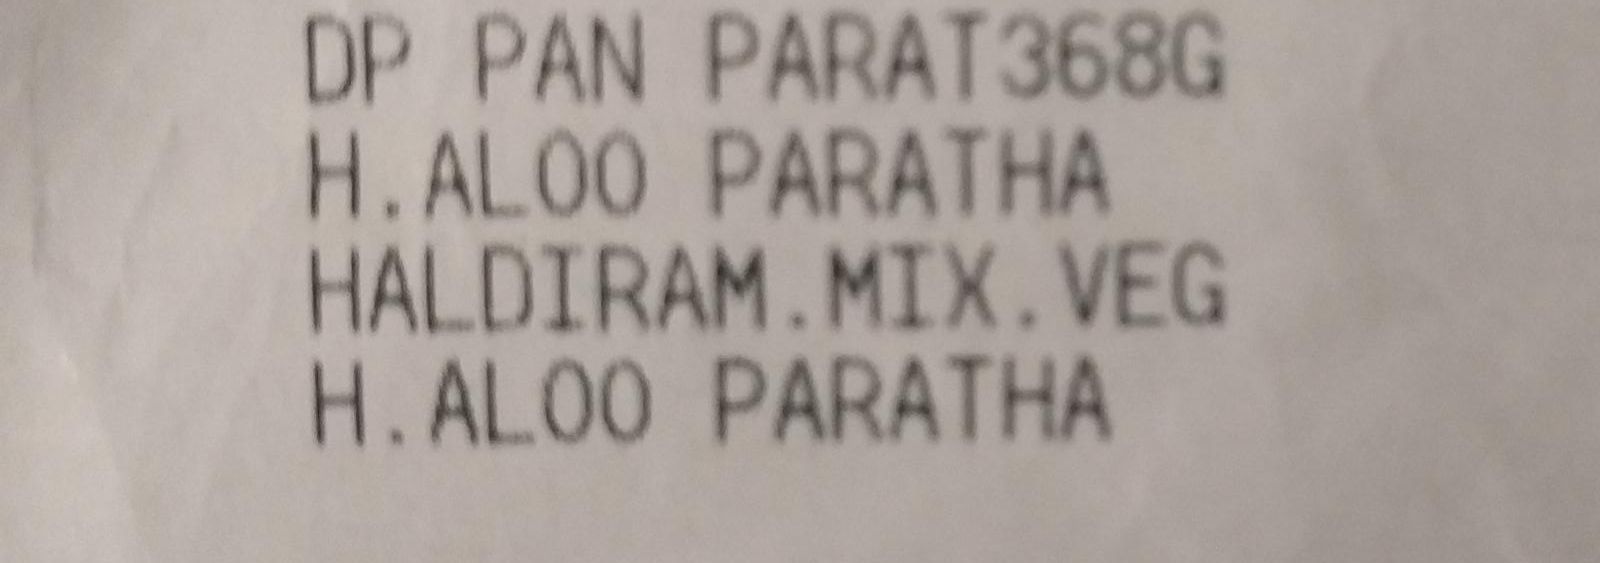 DP PAN PARAT368G
H.ALOO PARATHA
HALDIRAM.MIX.VEG
H.ALOO PARATHA